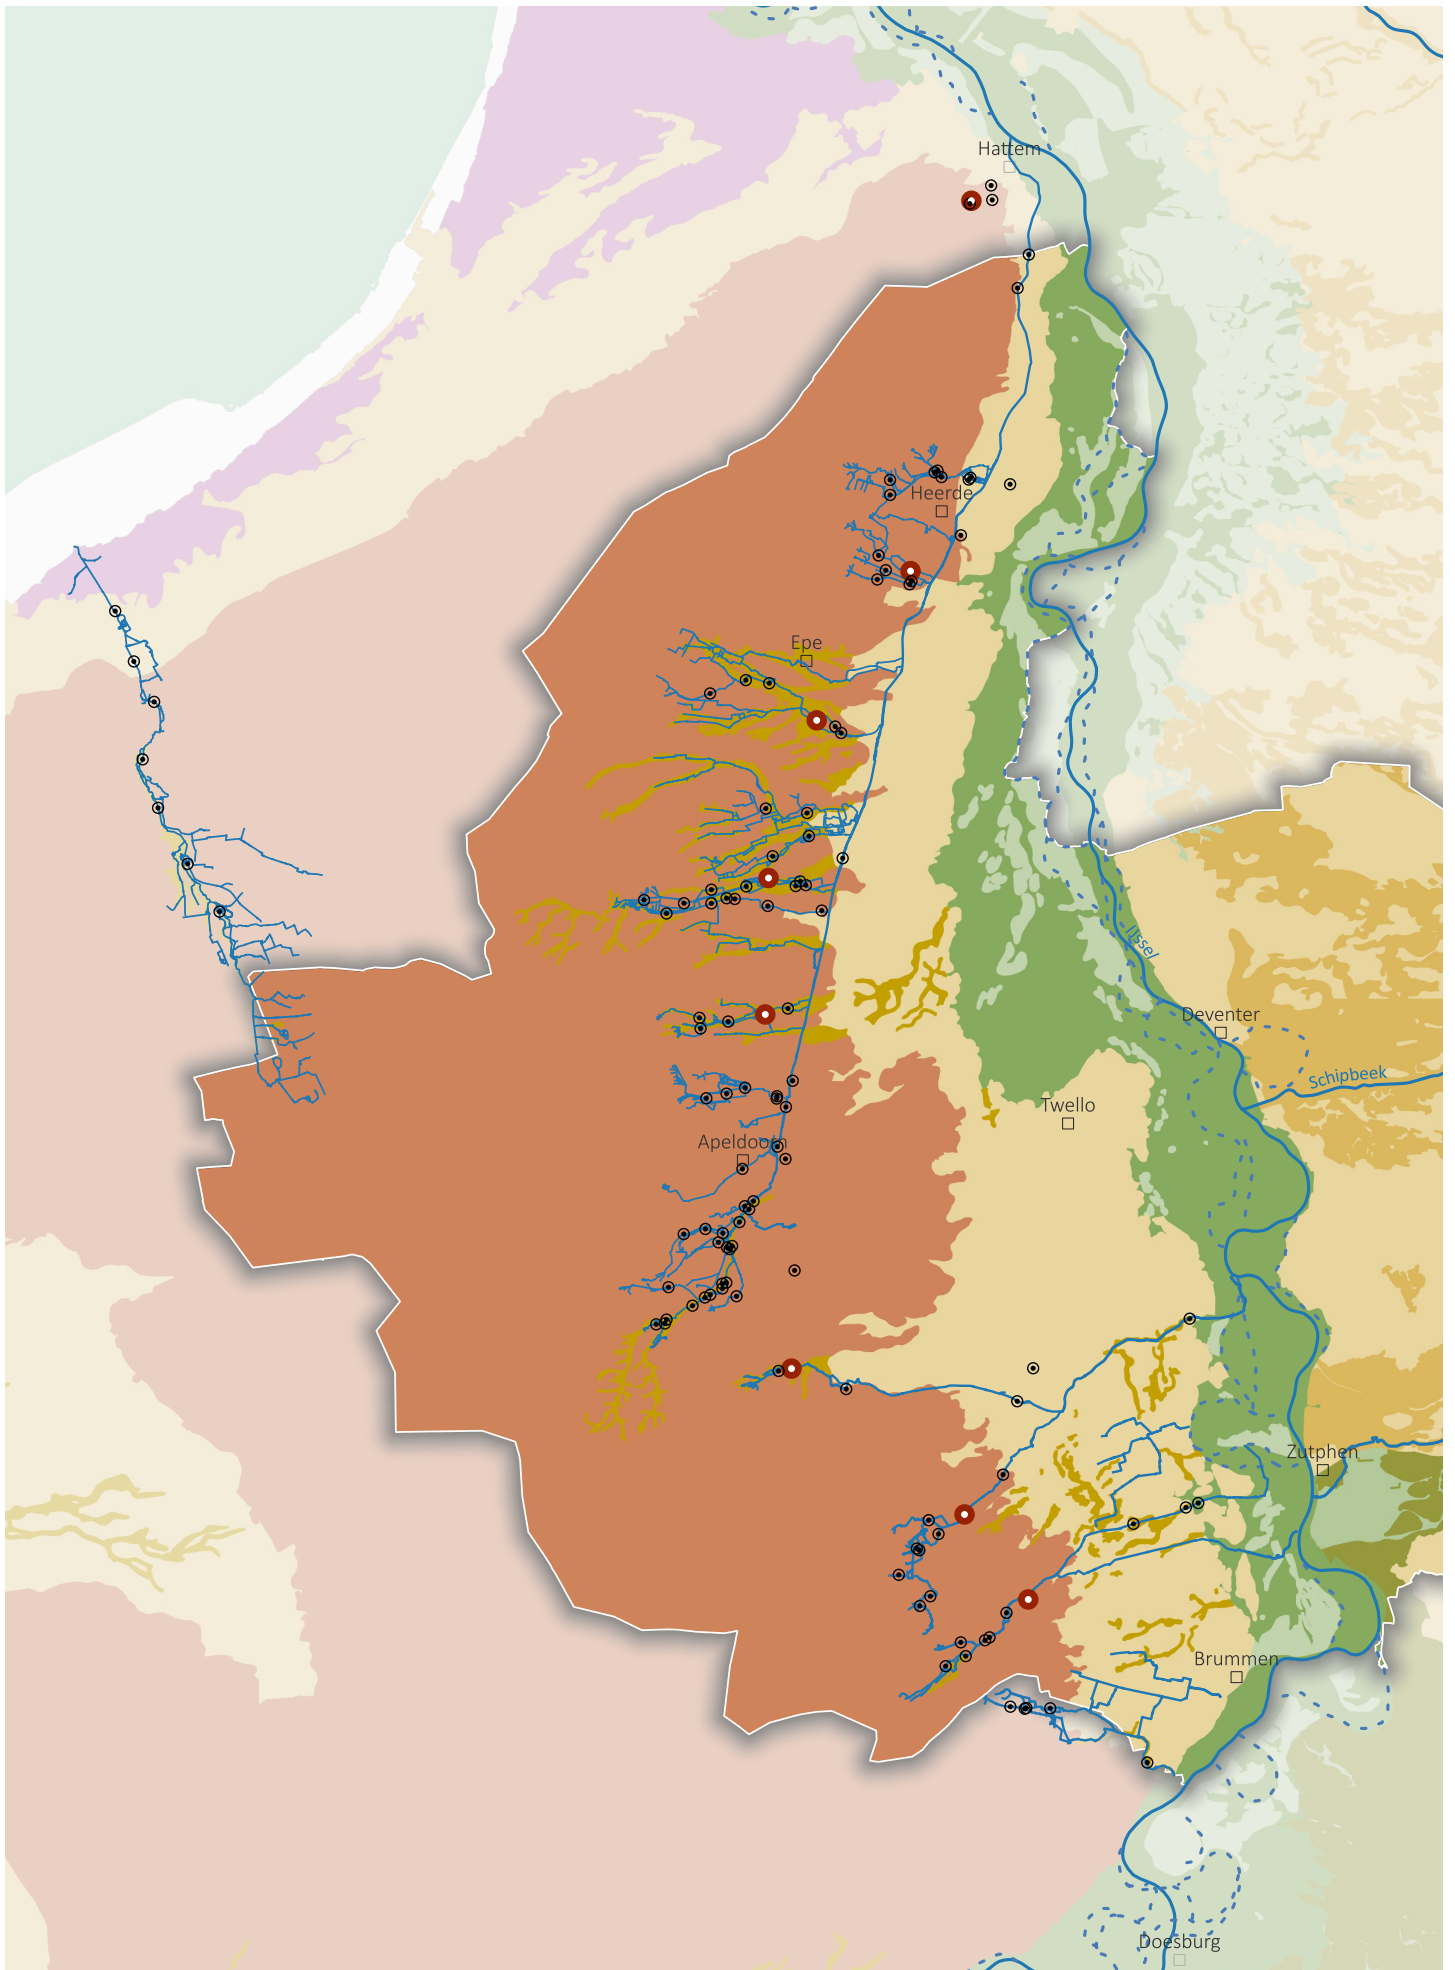 Hattem
Heerde
Epe
IJssel
Deventer
Schipbeek
Twello
Apeldoorn
Zutphen
Brummen
Doesburg